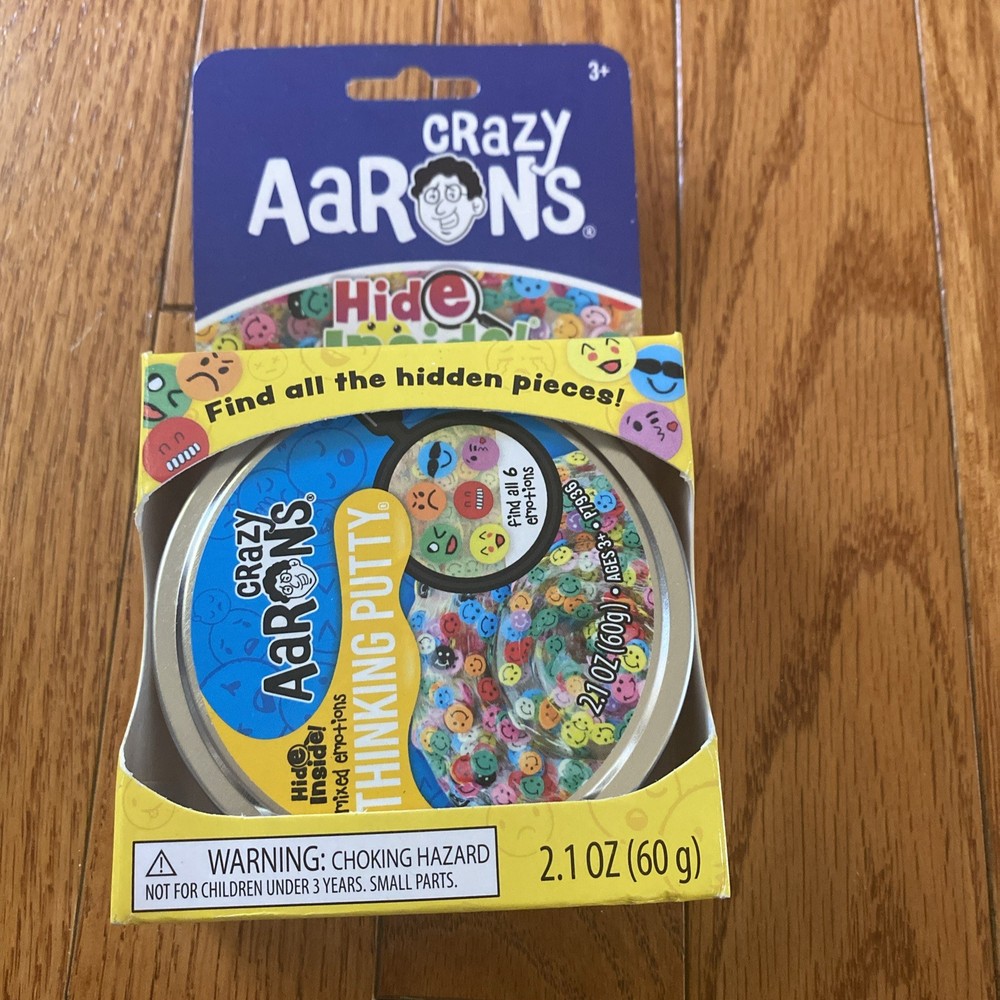 3+
CRazy
AaRONS®
Hide
Inside!
Find all the hidden pieces!
CRazy
AaRONS®
Hide
Inside!
mixed emotions
THINKING PUTTY®
find all 6
emotions
2.1 OZ (60g) • AGES 3+ • P7936
WARNING: CHOKING HAZARD
NOT FOR CHILDREN UNDER 3 YEARS. SMALL PARTS.
2.1 OZ (60 g)